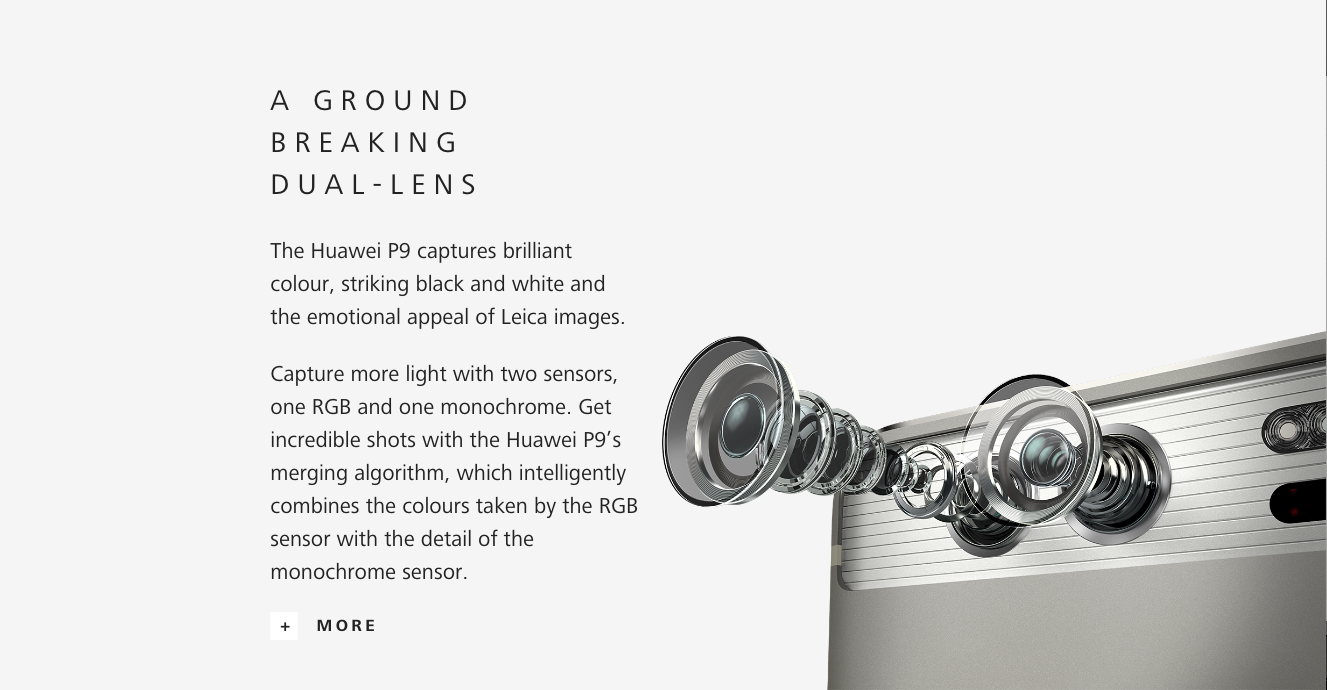 A GROUND
BREAKING
DUAL-LENS
The Huawei P9 captures brilliant
colour, striking black and white and
the emotional appeal of Leica images.
Capture more light with two sensors,
one RGB and one monochrome. Get
incredible shots with the Huawei P9’s
merging algorithm, which intelligently
combines the colours taken by the RGB
sensor with the detail of the
monochrome sensor.
+ MORE